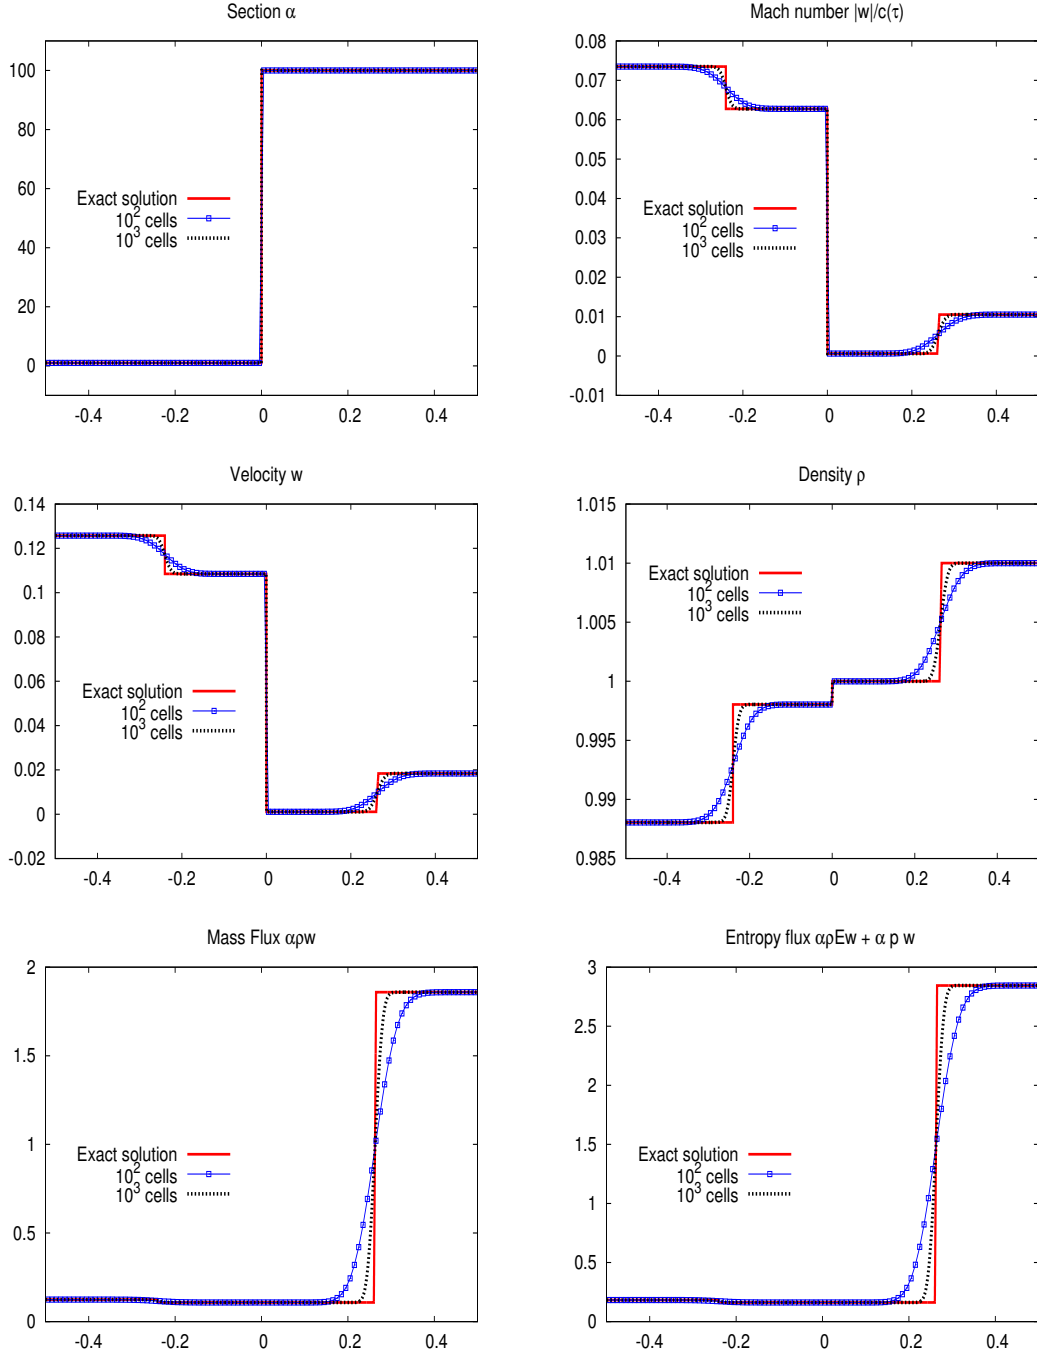 Section α
100
80
60
40
20
0
-0.4 -0.2 0 0.2 0.4
Exact solution
10² cells
10³ cells
Mach number |w|/c(τ)
0.08
0.07
0.06
0.05
0.04
0.03
0.02
0.01
0
-0.01
-0.4 -0.2 0 0.2 0.4
Exact solution
10² cells
10³ cells
Velocity w
0.14
0.12
0.1
0.08
0.06
0.04
0.02
0
-0.02
-0.4 -0.2 0 0.2 0.4
Exact solution
10² cells
10³ cells
Density ρ
1.015
1.01
1.005
1
0.995
0.99
0.985
-0.4 -0.2 0 0.2 0.4
Exact solution
10² cells
10³ cells
Mass Flux αρw
2
1.5
1
0.5
0
-0.4 -0.2 0 0.2 0.4
Exact solution
10² cells
10³ cells
Entropy flux αρEw + α p w
3
2.5
2
1.5
1
0.5
0
-0.4 -0.2 0 0.2 0.4
Exact solution
10² cells
10³ cells